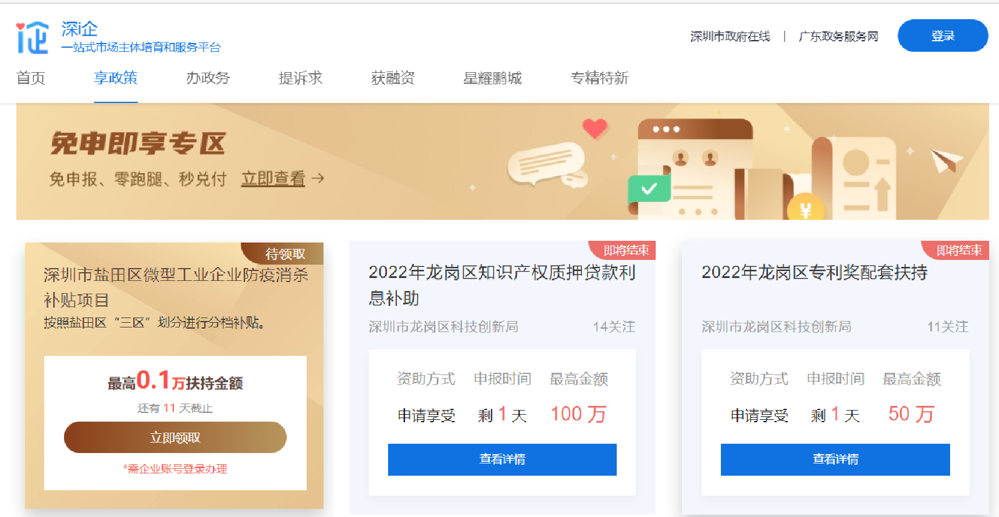 深i企
一站式市场主体培育和服务平台
深圳市政府在线 | 广东政务服务网 登录
首页 享政策 办政务 提诉求 获融资 星耀鹏城 专精特新
免申即享专区
免申报、零跑腿、秒兑付 立即查看 →
待领取
深圳市盐田区微型工业企业防疫消杀
补贴项目
按照盐田区“三区”划分进行分档补贴。
最高0.1万扶持金额
还有 11 天截止
立即领取
*需企业账号登录办理
即将结束
2022年龙岗区知识产权质押贷款利
息补助
深圳市龙岗区科技创新局 14关注
资助方式 申报时间 最高金额
申请享受 剩 1 天 100 万
查看详情
即将结束
2022年龙岗区专利奖配套扶持
深圳市龙岗区科技创新局 11关注
资助方式 申报时间 最高金额
申请享受 剩 1 天 50 万
查看详情